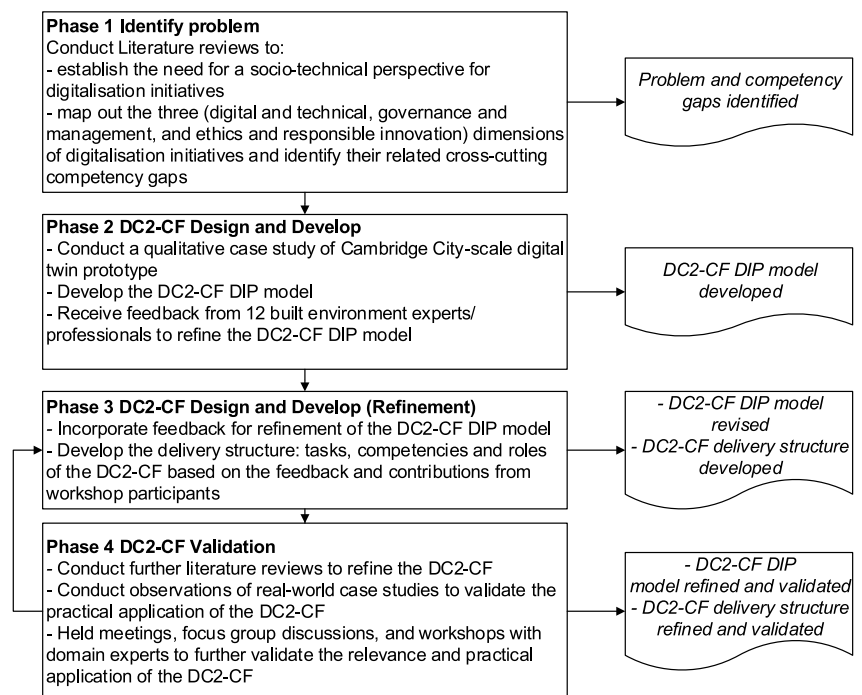 Phase 1 Identify problem
Conduct Literature reviews to:
- establish the need for a socio-technical perspective for
digitalisation initiatives
- map out the three (digital and technical, governance and
management, and ethics and responsible innovation) dimensions
of digitalisation initiatives and identify their related cross-cutting
competency gaps
Problem and competency
gaps identified
Phase 2 DC2-CF Design and Develop
- Conduct a qualitative case study of Cambridge City-scale digital
twin prototype
- Develop the DC2-CF DIP model
- Receive feedback from 12 built environment experts/
professionals to refine the DC2-CF DIP model
DC2-CF DIP model
developed
Phase 3 DC2-CF Design and Develop (Refinement)
- Incorporate feedback for refinement of the DC2-CF DIP model
- Develop the delivery structure: tasks, competencies and roles
of the DC2-CF based on the feedback and contributions from
workshop participants
- DC2-CF DIP model
revised
- DC2-CF delivery structure
developed
Phase 4 DC2-CF Validation
- Conduct further literature reviews to refine the DC2-CF
- Conduct observations of real-world case studies to validate the
practical application of the DC2-CF
- Held meetings, focus group discussions, and workshops with
domain experts to further validate the relevance and practical
application of the DC2-CF
- DC2-CF DIP
model refined and validated
- DC2-CF delivery structure
refined and validated